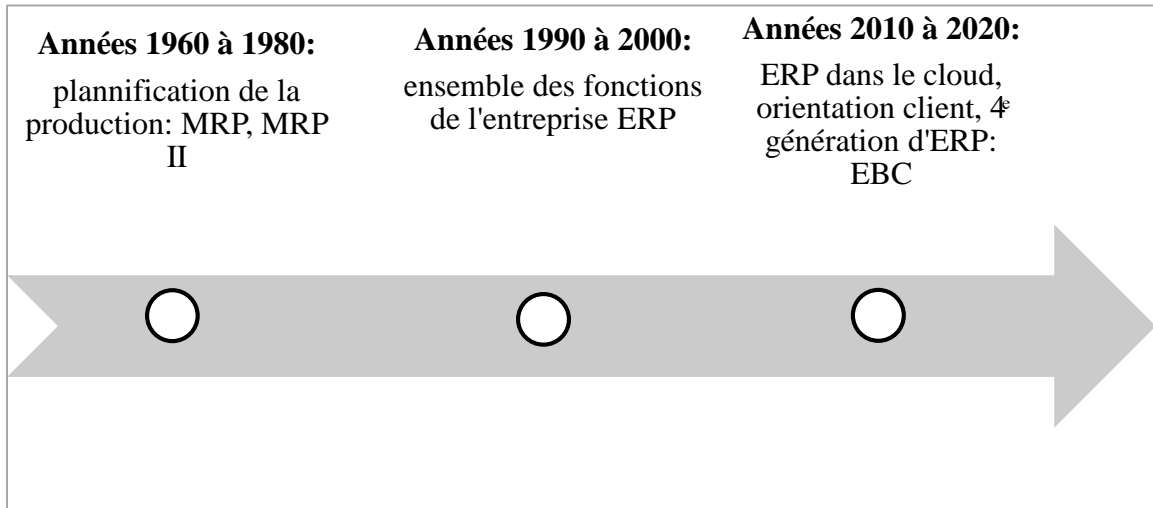 Années 1960 à 1980:
plannification de la
production: MRP, MRP
II
Années 1990 à 2000:
ensemble des fonctions
de l'entreprise ERP
Années 2010 à 2020:
ERP dans le cloud,
orientation client, 4e
génération d'ERP:
EBC